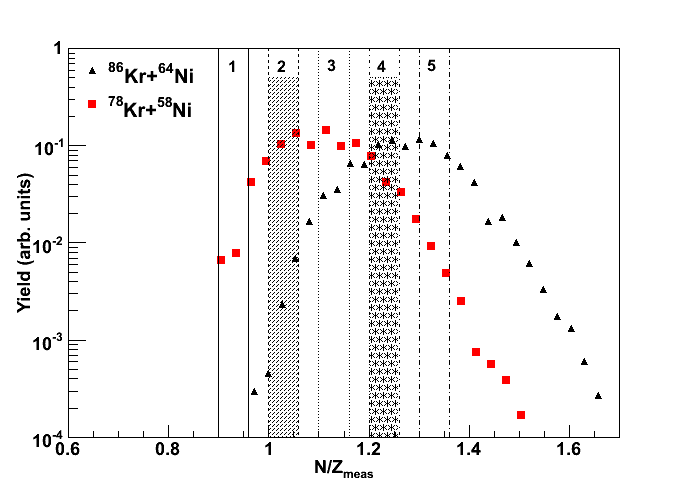 1
1 2 3 4 5
⁸⁶Kr+⁶⁴Ni
⁷⁸Kr+⁵⁸Ni
10⁻¹
10⁻²
10⁻³
10⁻⁴
Yield (arb. units)
0.6 0.8 1 1.2 1.4 1.6
N/Z_meas